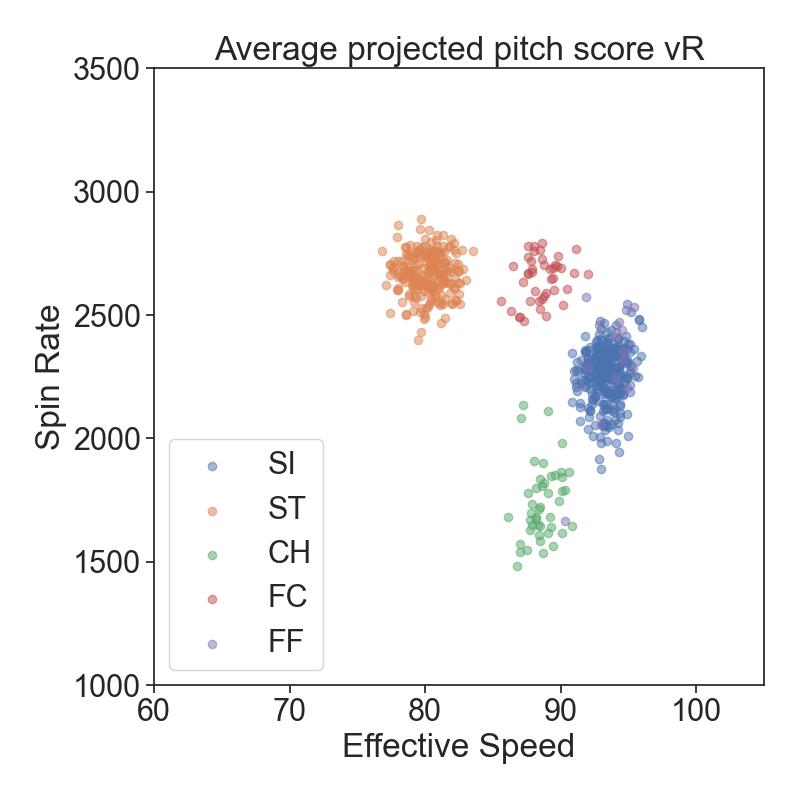 Average projected pitch score vR
3500
3000
2500
2000
1500
1000
Spin Rate
SI
ST
CH
FC
FF
60
70
80
90
100
Effective Speed